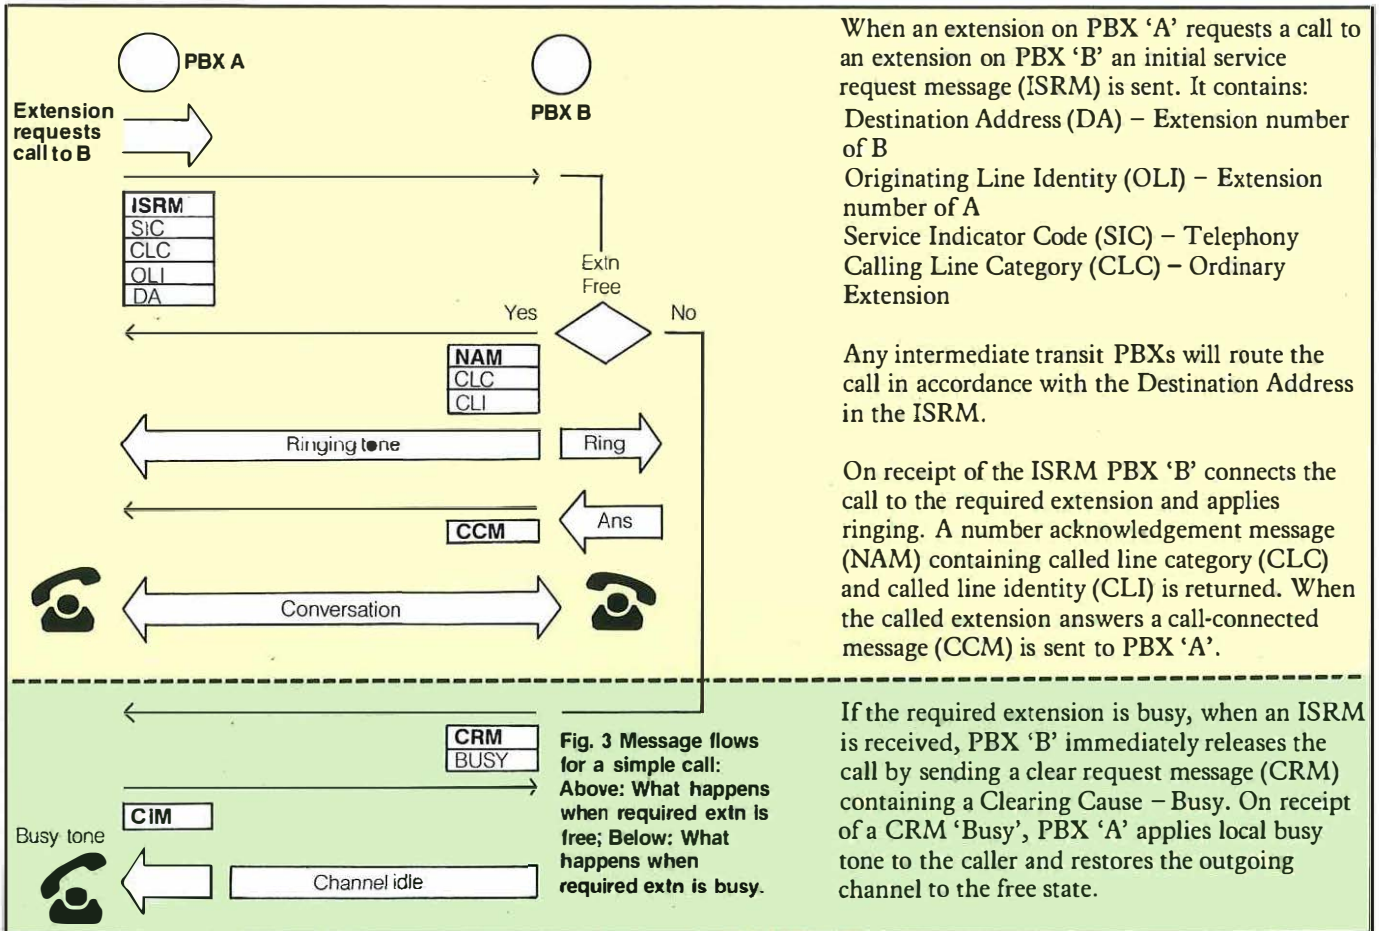 PBX A
PBX B
Extension
requests
call to B
ISRM
SIC
CLC
OLI
DA
Extn
Free
Yes
No
NAM
CLC
CLI
Ringing tone
Ring
CCM
Ans
Conversation
CRM
BUSY
CIM
Busy tone
Channel idle
Fig. 3 Message flows
for a simple call:
Above: What happens
when required extn is
free; Below: What
happens when
required extn is busy.
When an extension on PBX ‘A’ requests a call to
an extension on PBX ‘B’ an initial service
request message (ISRM) is sent. It contains:
Destination Address (DA) – Extension number
of B
Originating Line Identity (OLI) – Extension
number of A
Service Indicator Code (SIC) – Telephony
Calling Line Category (CLC) – Ordinary
Extension
Any intermediate transit PBXs will route the
call in accordance with the Destination Address
in the ISRM.
On receipt of the ISRM PBX ‘B’ connects the
call to the required extension and applies
ringing. A number acknowledgement message
(NAM) containing called line category (CLC)
and called line identity (CLI) is returned. When
the called extension answers a call-connected
message (CCM) is sent to PBX ‘A’.
If the required extension is busy, when an ISRM
is received, PBX ‘B’ immediately releases the
call by sending a clear request message (CRM)
containing a Clearing Cause – Busy. On receipt
of a CRM ‘Busy’, PBX ‘A’ applies local busy
tone to the caller and restores the outgoing
channel to the free state.